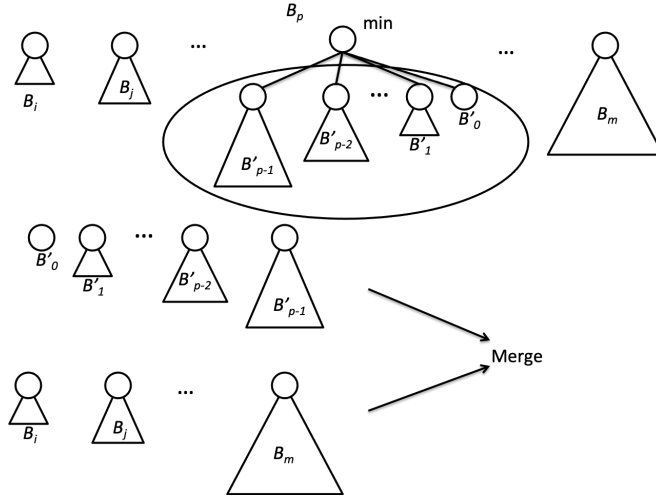 B_p
min
...
...
B_i
B_j
...
B'_{p-1}
B'_{p-2}
B'_1
B'_0
B_m
...
B'_0
B'_1
B'_{p-2}
B'_{p-1}
Merge
...
B_i
B_j
B_m